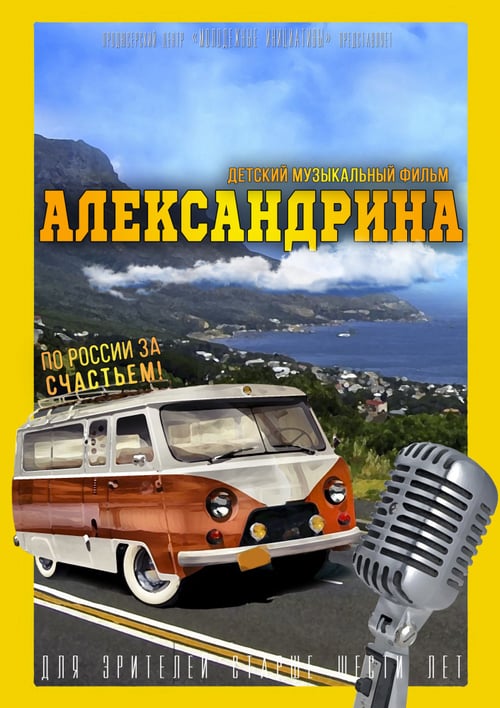 ПРОДЮСЕРСКИЙ ЦЕНТР «МОЛОДЕЖНЫЕ ИНИЦИАТИВЫ» ПРЕДСТАВЛЯЕТ
ДЕТСКИЙ МУЗЫКАЛЬНЫЙ ФИЛЬМ
АЛЕКСАНДРИНА
ПО РОССИИ ЗА
СЧАСТЬЕМ!
ДЛЯ ЗРИТЕЛЕЙ СТАРШЕ ШЕСТИ ЛЕТ